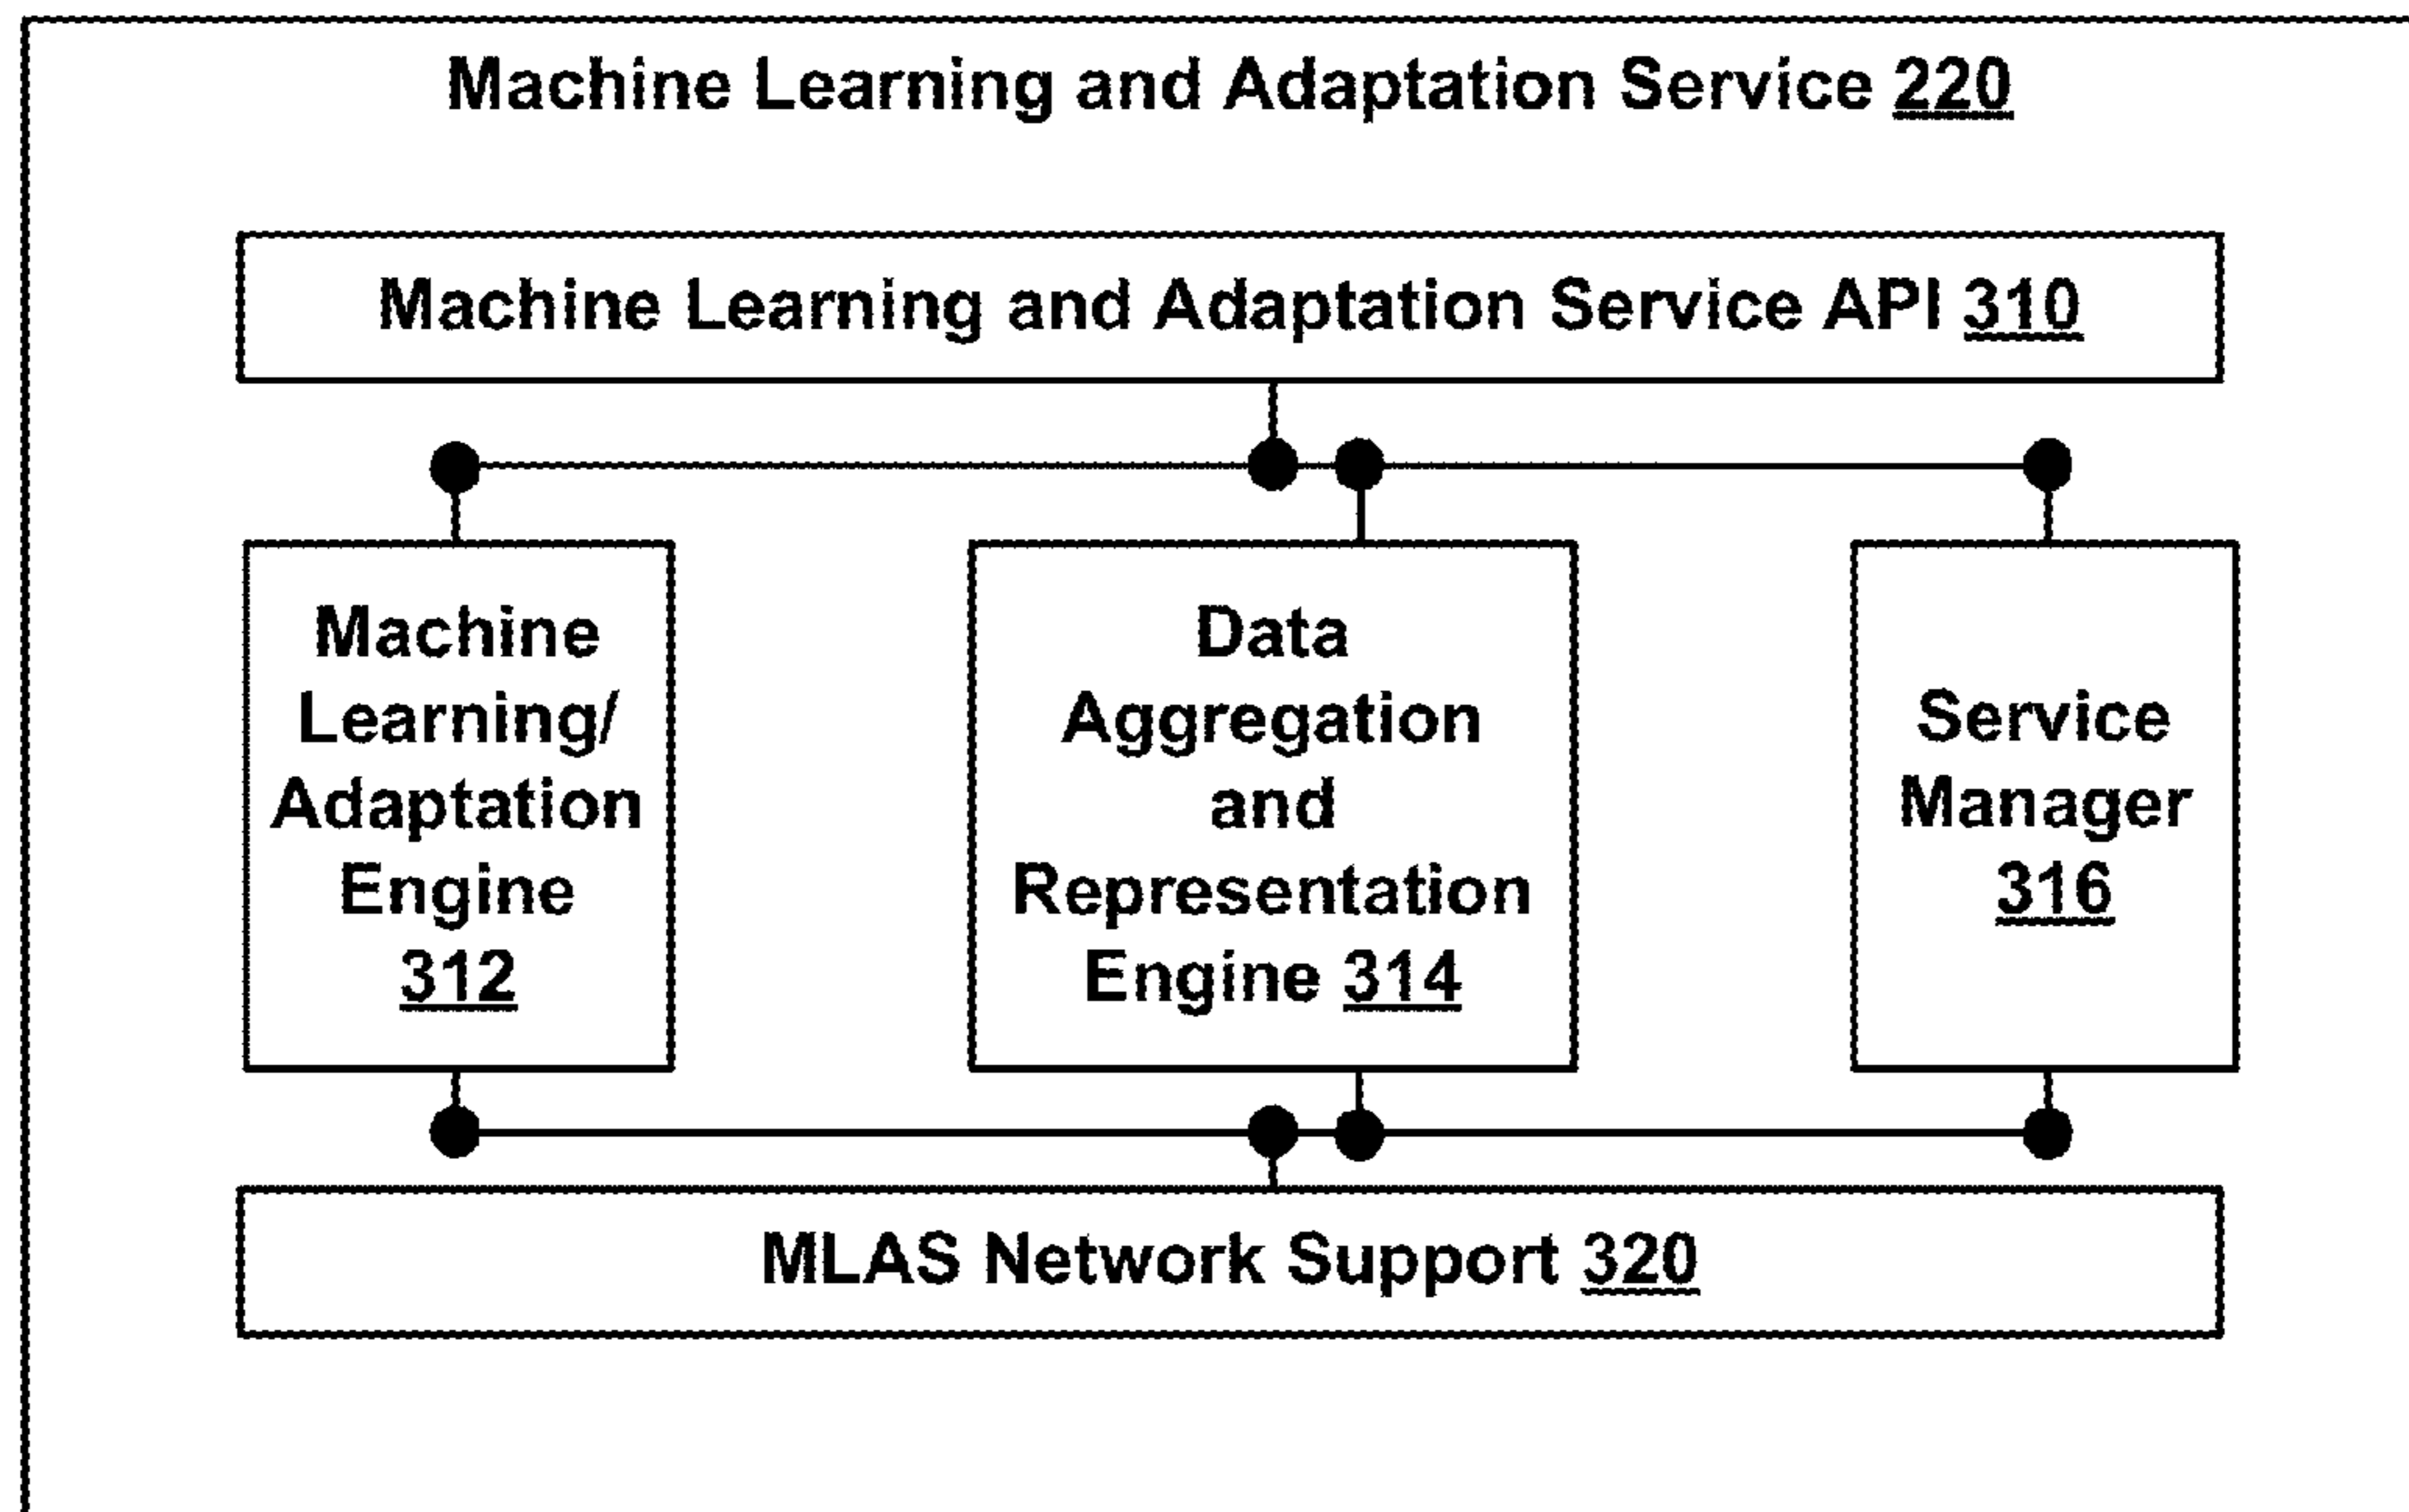 Machine Learning and Adaptation Service 220
Machine Learning and Adaptation Service API 310
Machine
Learning/
Adaptation
Engine
312
Data
Aggregation
and
Representation
Engine 314
Service
Manager
316
MLAS Network Support 320